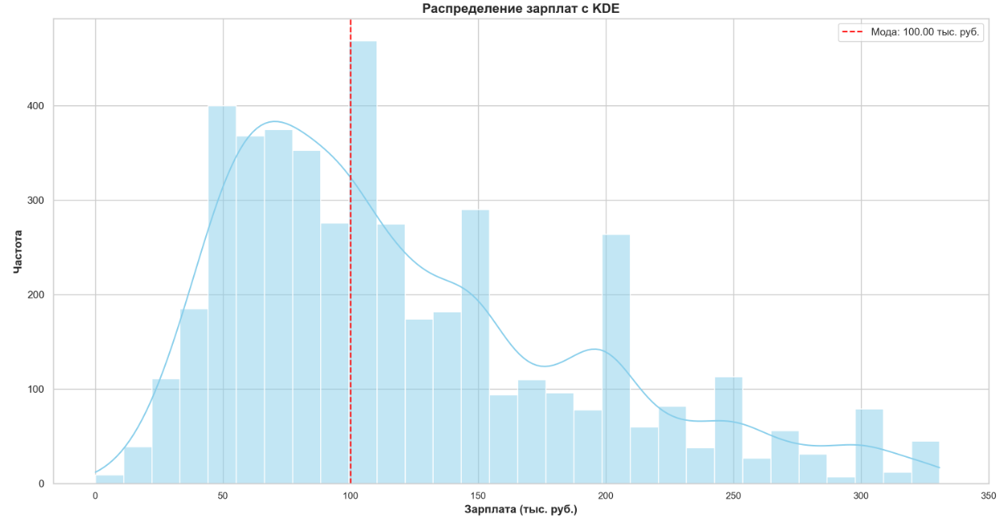 Распределение зарплат с KDE
Мода: 100.00 тыс. руб.
Частота
400
300
200
100
0
0 50 100 150 200 250 300 350
Зарплата (тыс. руб.)